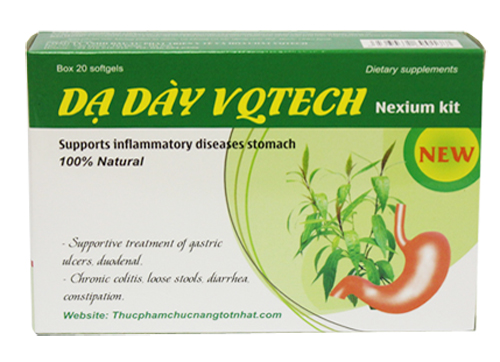 Box 20 softgels
Dietary supplements
DẠ DÀY VQTECH Nexium kit
Supports inflammatory diseases stomach
100% Natural
NEW
- Supportive treatment of gastric
ulcers, duodenal.
- Chronic colitis, loose stools, diarrhea,
constipation.
Website: Thucphamchucnangtotnhat.com